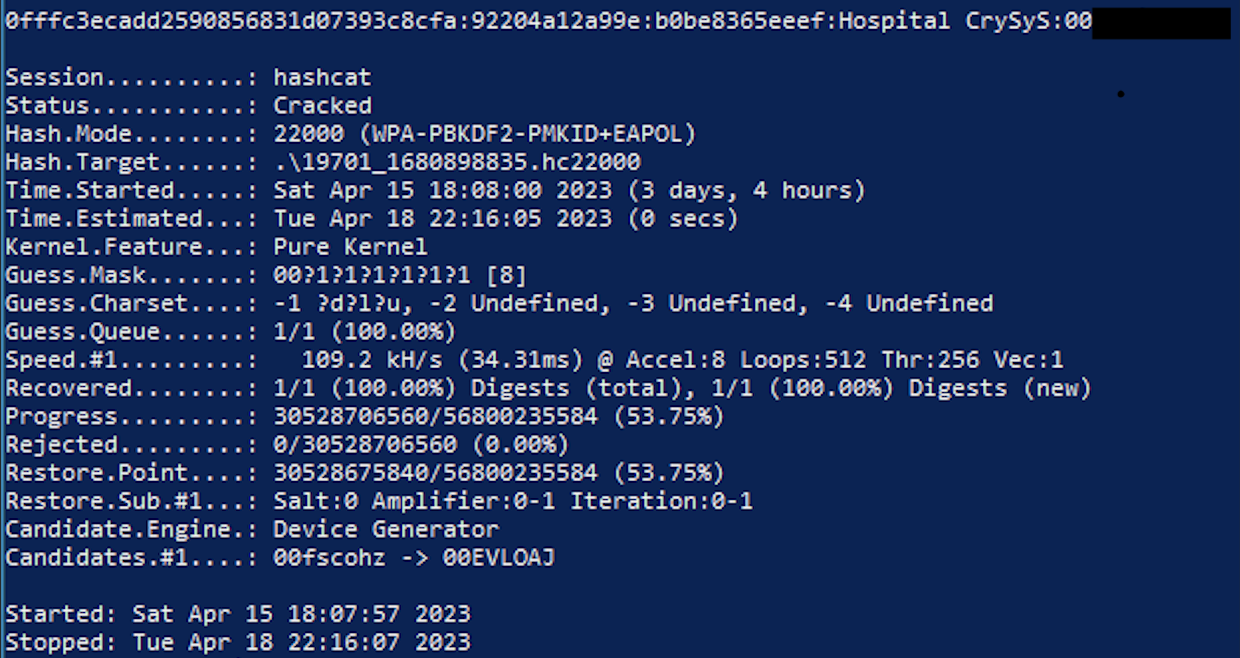 0fffc3ecadd2590856831d07393c8cfa:92204a12a99e:b0be8365eeef:Hospital CrySyS:00
Session..........: hashcat
Status...........: Cracked
Hash.Mode........: 22000 (WPA-PBKDF2-PMKID+EAPOL)
Hash.Target......: .\19701_1680898835.hc22000
Time.Started.....: Sat Apr 15 18:08:00 2023 (3 days, 4 hours)
Time.Estimated...: Tue Apr 18 22:16:05 2023 (0 secs)
Kernel.Feature...: Pure Kernel
Guess.Mask.......: 00?1?1?1?1?1?1 [8]
Guess.Charset....: -1 ?d?l?u, -2 Undefined, -3 Undefined, -4 Undefined
Guess.Queue......: 1/1 (100.00%)
Speed.#1.........:   109.2 kH/s (34.31ms) @ Accel:8 Loops:512 Thr:256 Vec:1
Recovered........: 1/1 (100.00%) Digests (total), 1/1 (100.00%) Digests (new)
Progress.........: 30528706560/56800235584 (53.75%)
Rejected.........: 0/30528706560 (0.00%)
Restore.Point....: 30528675840/56800235584 (53.75%)
Restore.Sub.#1...: Salt:0 Amplifier:0-1 Iteration:0-1
Candidate.Engine.: Device Generator
Candidates.#1....: 00fscohz -> 00EVLOAJ
Started: Sat Apr 15 18:07:57 2023
Stopped: Tue Apr 18 22:16:07 2023